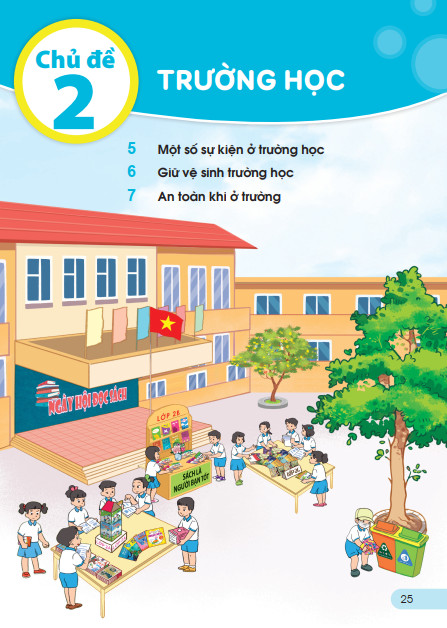 Chủ đề
2
TRƯỜNG HỌC
5 Một số sự kiện ở trường học
6 Giữ vệ sinh trường học
7 An toàn khi ở trường
NGÀY HỘI ĐỌC SÁCH
LỚP 2B
SÁCH LÀ
NGƯỜI BẠN TỐT
25